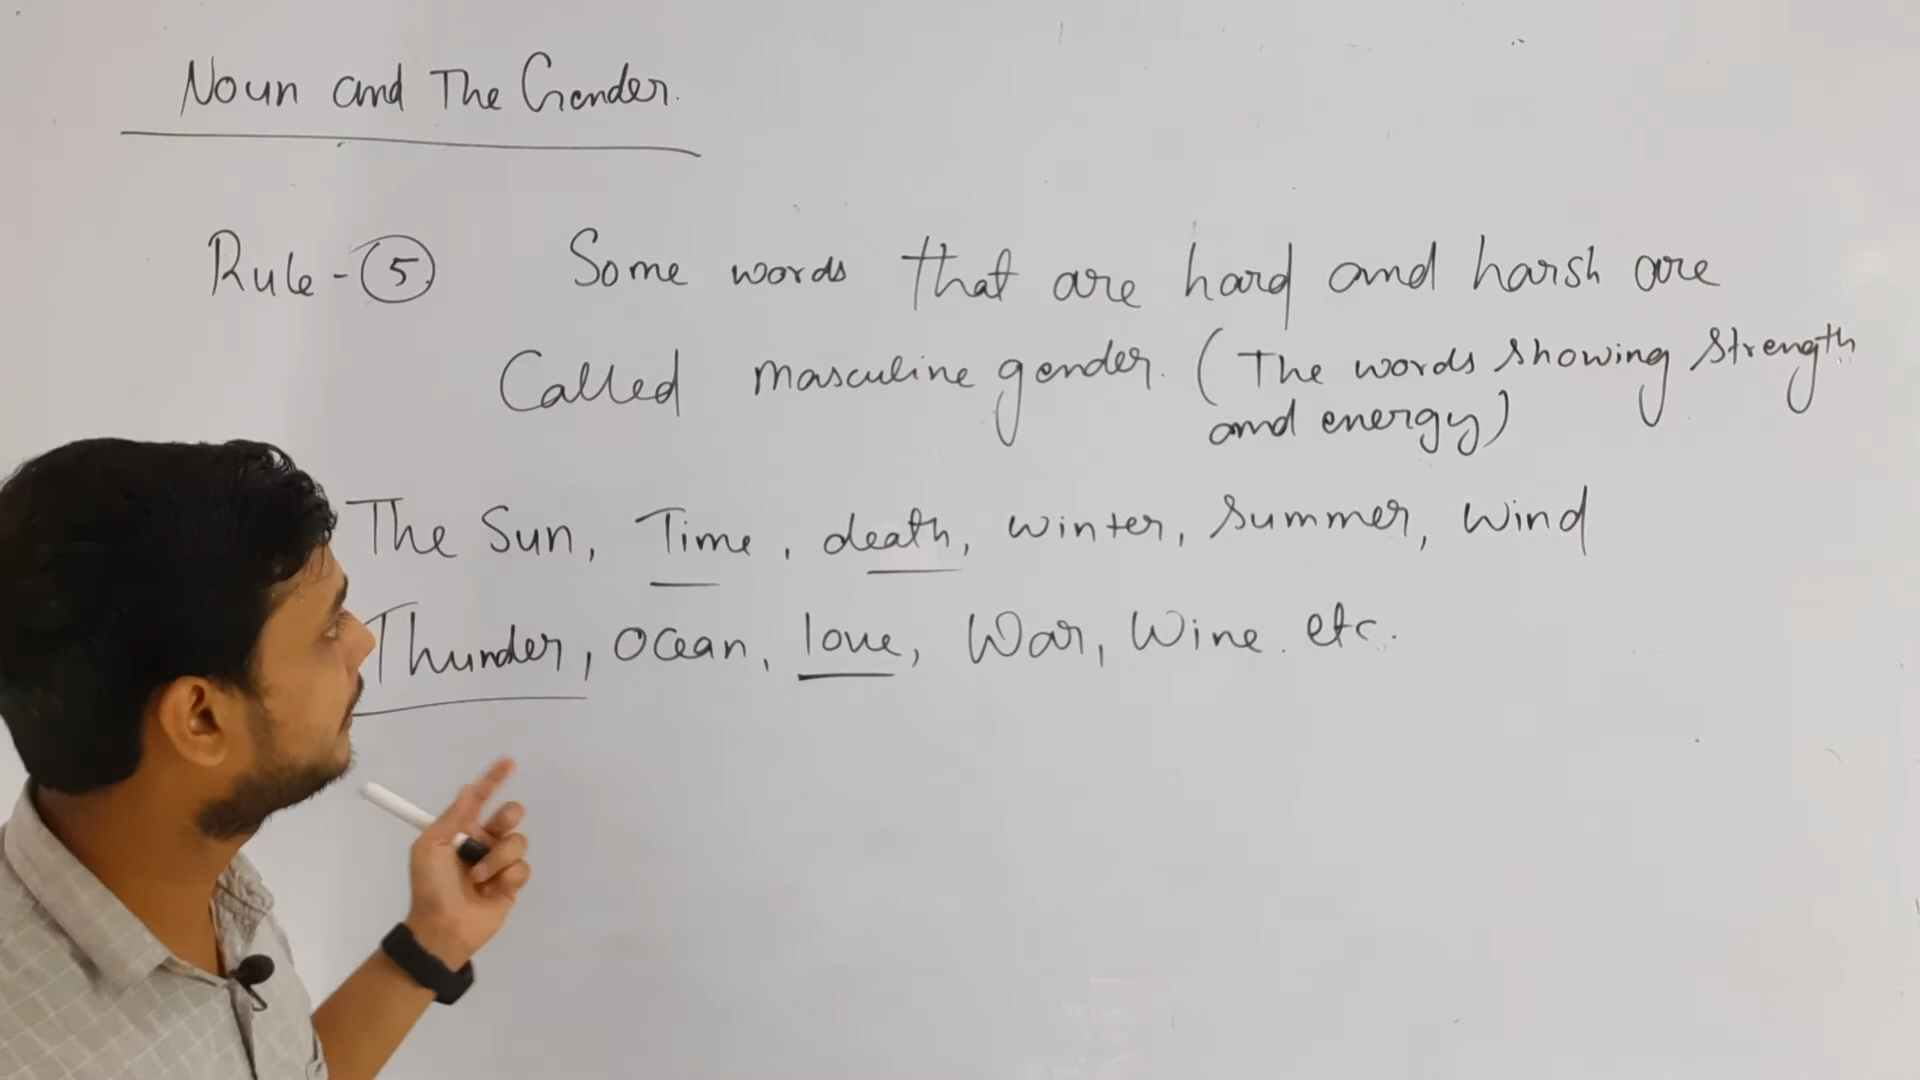 Noun and The Gender.
Rule - 5 Some words that are hard and harsh are
Called masculine gender. (The words showing strength
and energy)
The Sun, Time, death, winter, Summer, Wind
Thunder, Ocean, love, War, Wine. etc.